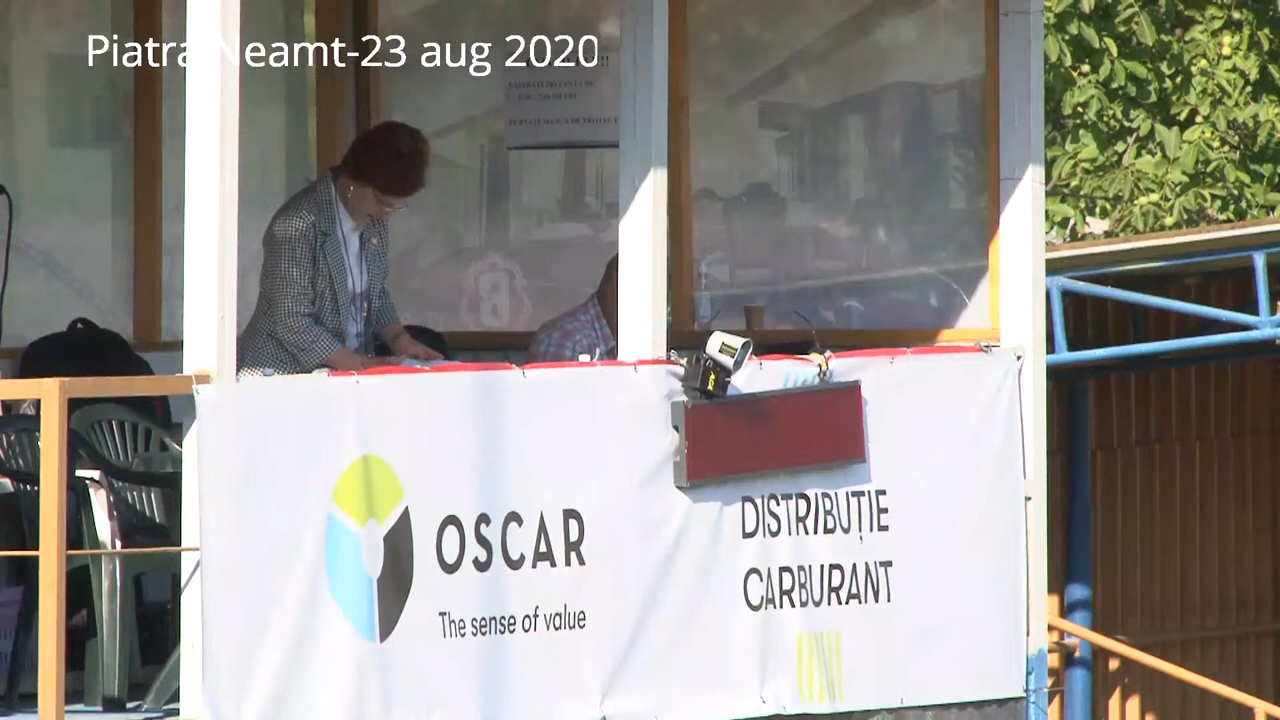 Piatra Neamt-23 aug 2020
OSCAR
The sense of value
DISTRIBUȚIE
CARBURANT